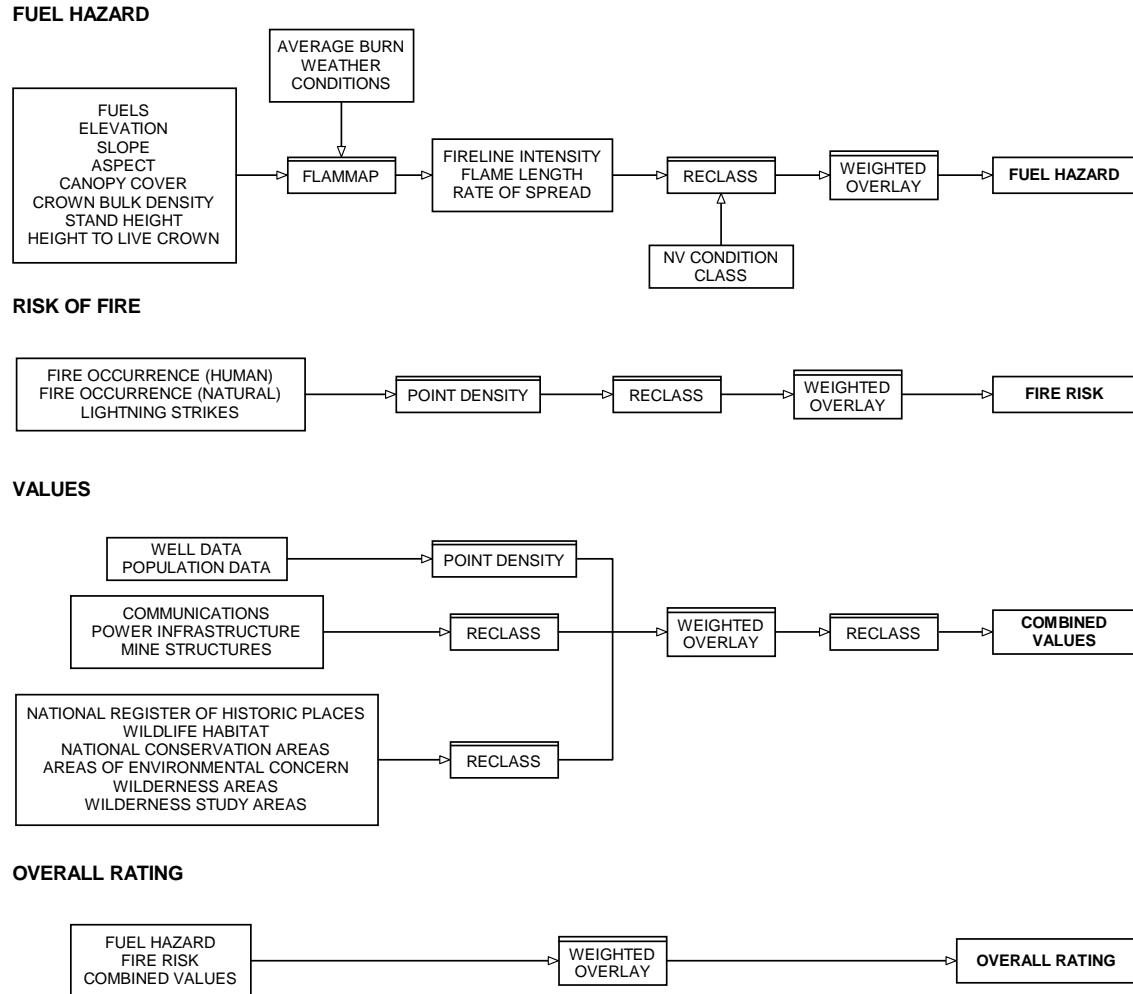 FUEL HAZARD
AVERAGE BURN
WEATHER
CONDITIONS
FUELS
ELEVATION
SLOPE
ASPECT
CANOPY COVER
CROWN BULK DENSITY
STAND HEIGHT
HEIGHT TO LIVE CROWN
FLAMMAP
FIRELINE INTENSITY
FLAME LENGTH
RATE OF SPREAD
RECLASS
WEIGHTED
OVERLAY
FUEL HAZARD
NV CONDITION
CLASS
RISK OF FIRE
FIRE OCCURRENCE (HUMAN)
FIRE OCCURRENCE (NATURAL)
LIGHTNING STRIKES
POINT DENSITY
RECLASS
WEIGHTED
OVERLAY
FIRE RISK
VALUES
WELL DATA
POPULATION DATA
POINT DENSITY
COMMUNICATIONS
POWER INFRASTRUCTURE
MINE STRUCTURES
RECLASS
WEIGHTED
OVERLAY
RECLASS
COMBINED
VALUES
NATIONAL REGISTER OF HISTORIC PLACES
WILDLIFE HABITAT
NATIONAL CONSERVATION AREAS
AREAS OF ENVIRONMENTAL CONCERN
WILDERNESS AREAS
WILDERNESS STUDY AREAS
RECLASS
OVERALL RATING
FUEL HAZARD
FIRE RISK
COMBINED VALUES
WEIGHTED
OVERLAY
OVERALL RATING